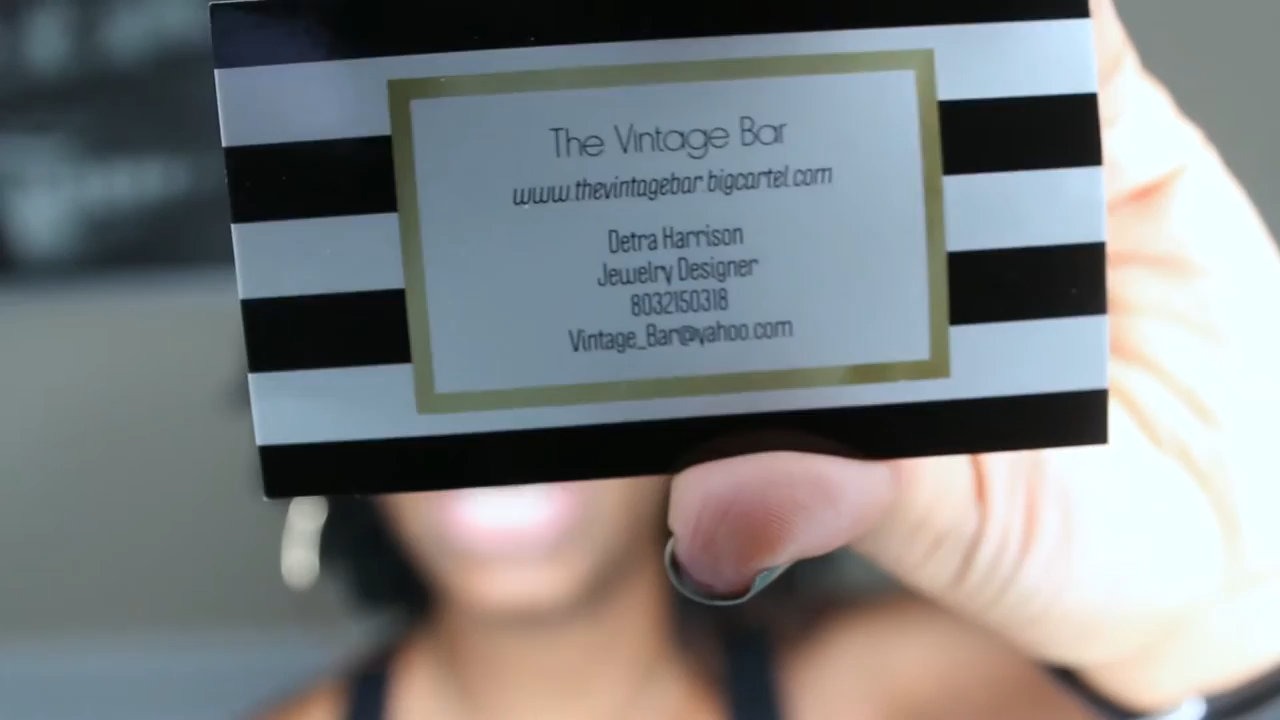 The Vintage Bar
www.thevintagebar.bigcartel.com
Detra Harrison
Jewelry Designer
8032150318
Vintage_Bar@yahoo.com